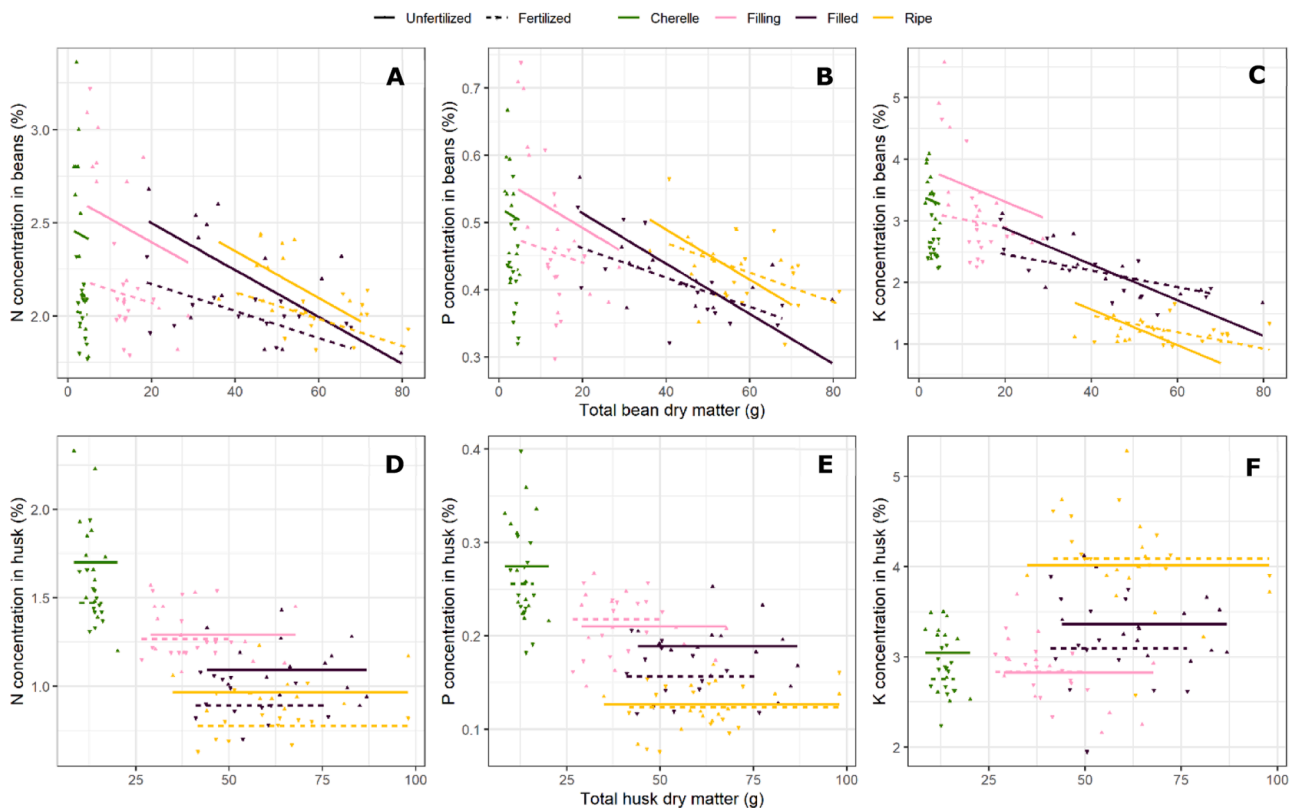 Unfertilized Fertilized Cherelle Filling Filled Ripe
A
N concentration in beans (%)
3.0
2.5
2.0
0 20 40 60 80
B
P concentration in beans (%))
0.7
0.6
0.5
0.4
0.3
0 20 40 60 80
Total bean dry matter (g)
C
K concentration in beans (%)
5
4
3
2
1
0 20 40 60 80
D
N concentration in husk (%)
2.0
1.5
1.0
25 50 75 100
E
P concentration in husk (%)
0.4
0.3
0.2
0.1
25 50 75 100
Total husk dry matter (g)
F
K concentration in husk (%)
5
4
3
2
25 50 75 100